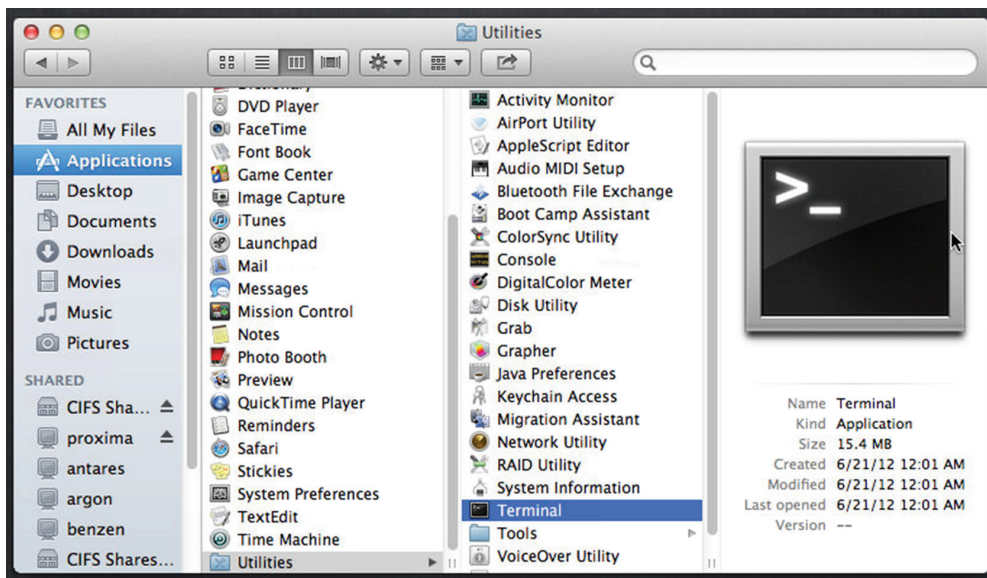 Utilities
FAVORITES
All My Files
Applications
Desktop
Documents
Downloads
Movies
Music
Pictures
SHARED
CIFS Sha...
proxima
antares
argon
benzen
CIFS Shares...
Dictionary
DVD Player
FaceTime
Font Book
Game Center
Image Capture
iTunes
Launchpad
Mail
Messages
Mission Control
Notes
Photo Booth
Preview
QuickTime Player
Reminders
Safari
Stickies
System Preferences
TextEdit
Time Machine
Utilities
Activity Monitor
AirPort Utility
AppleScript Editor
Audio MIDI Setup
Bluetooth File Exchange
Boot Camp Assistant
ColorSync Utility
Console
DigitalColor Meter
Disk Utility
Grab
Grapher
Java Preferences
Keychain Access
Migration Assistant
Network Utility
RAID Utility
System Information
Terminal
Tools
VoiceOver Utility
>_
Name Terminal
Kind Application
Size 15.4 MB
Created 6/21/12 12:01 AM
Modified 6/21/12 12:01 AM
Last opened 6/21/12 12:01 AM
Version --